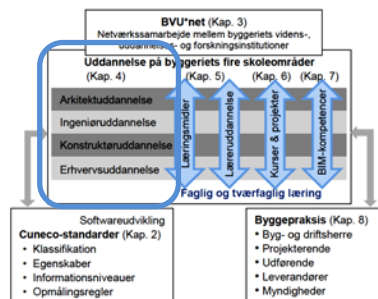 BVU*net (Kap. 3)
Netværkssamarbejde mellem byggeriets videns-,
uddannelses- og forskningsinstitutioner
Uddannelse på byggeriets fire skoleområder
(Kap. 4) (Kap. 5) (Kap. 6) (Kap. 7)
Arkitektuddannelse
Ingeniøruddannelse
Konstruktøruddannelse
Erhvervsuddannelse
Læringsmidler
Læreruddannelse
Kurser & projekter
BIM-kompetencer
Faglig og tværfaglig læring
Softwareudvikling
Cuneco-standarder (Kap. 2)
• Klassifikation
• Egenskaber
• Informationsniveauer
• Opmålingsregler
Byggepraksis (Kap. 8)
• Byg- og driftsherre
• Projekterende
• Udførende
• Leverandører
• Myndigheder